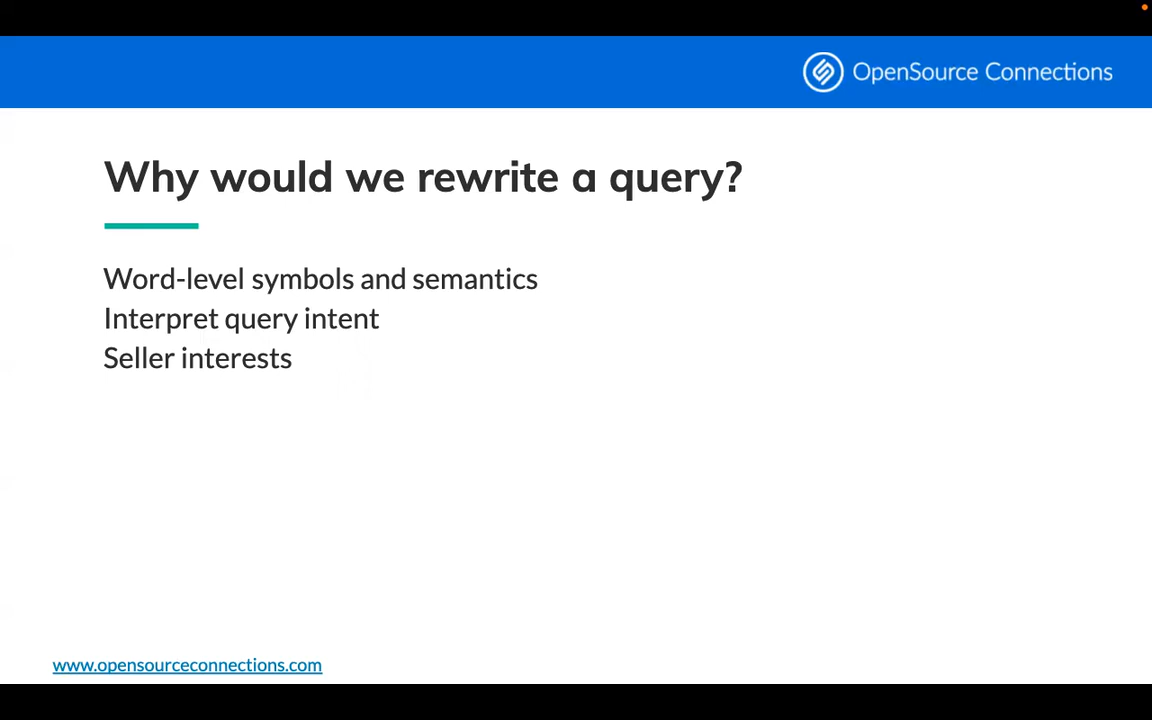 OpenSource Connections
Why would we rewrite a query?
Word-level symbols and semantics
Interpret query intent
Seller interests
www.opensourceconnections.com